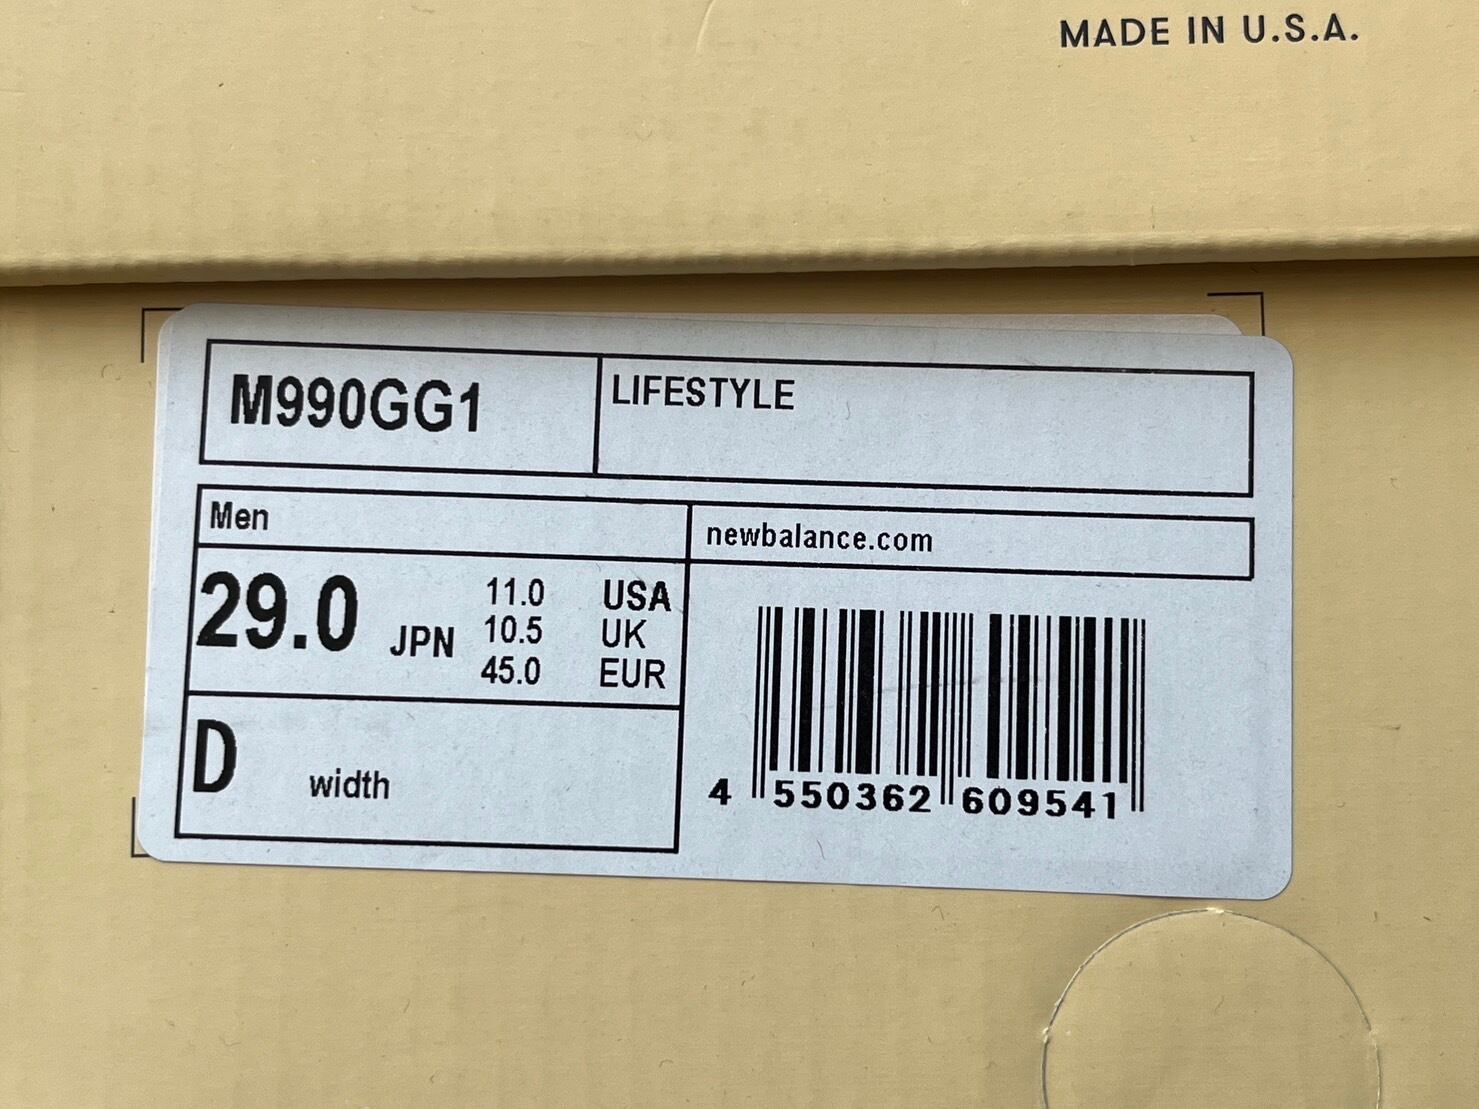 MADE IN U.S.A.
M990GG1
LIFESTYLE
Men
newbalance.com
29.0 JPN
11.0 USA
10.5 UK
45.0 EUR
D width
4 550362 609541